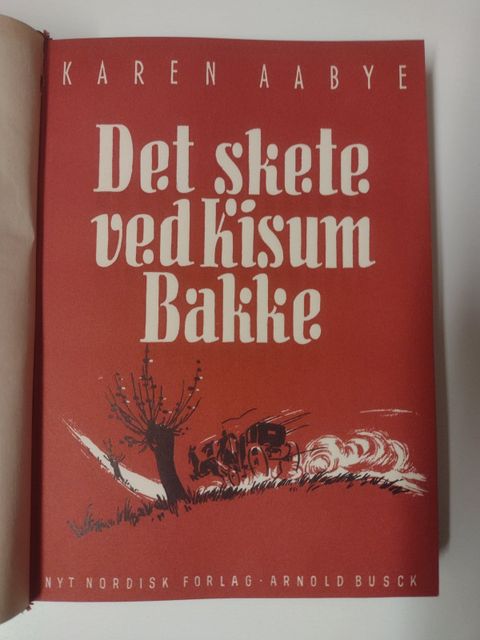 KAREN AABYE
Det skete
ved Kisum
Bakke
NYT NORDISK FORLAG · ARNOLD BUSCK